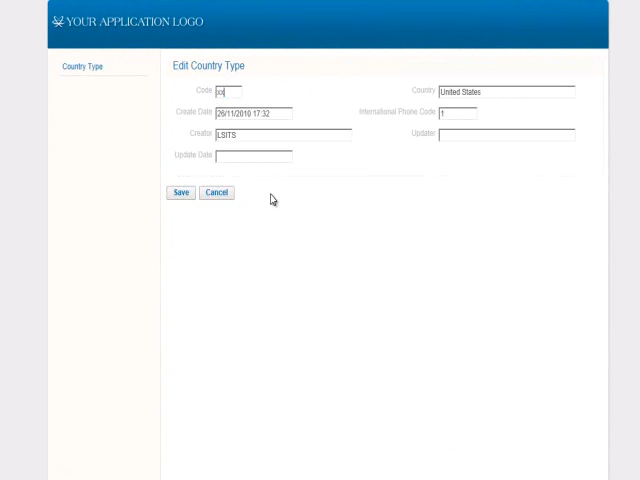 YOUR APPLICATION LOGO
Country Type
Edit Country Type
Code xx Country United States
Create Date 26/11/2010 17:32 International Phone Code 1
Creator LSITS Updater
Update Date
Save Cancel